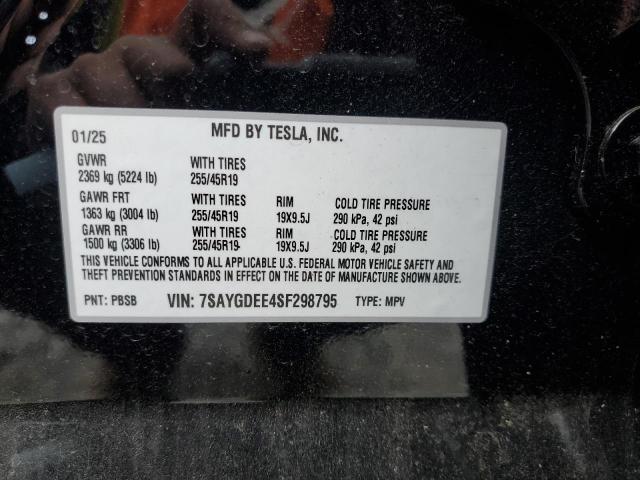 01/25 MFD BY TESLA, INC.
GVWR WITH TIRES
2369 kg (5224 lb) 255/45R19
GAWR FRT WITH TIRES RIM COLD TIRE PRESSURE
1363 kg (3004 lb) 255/45R19 19X9.5J 290 kPa, 42 psi
GAWR RR WITH TIRES RIM COLD TIRE PRESSURE
1500 kg (3306 lb) 255/45R19 19X9.5J 290 kPa, 42 psi
THIS VEHICLE CONFORMS TO ALL APPLICABLE U.S. FEDERAL MOTOR VEHICLE SAFETY AND
THEFT PREVENTION STANDARDS IN EFFECT ON THE DATE OF MANUFACTURE SHOWN ABOVE.
PNT: PBSB VIN: 7SAYGDEE4SF298795 TYPE: MPV